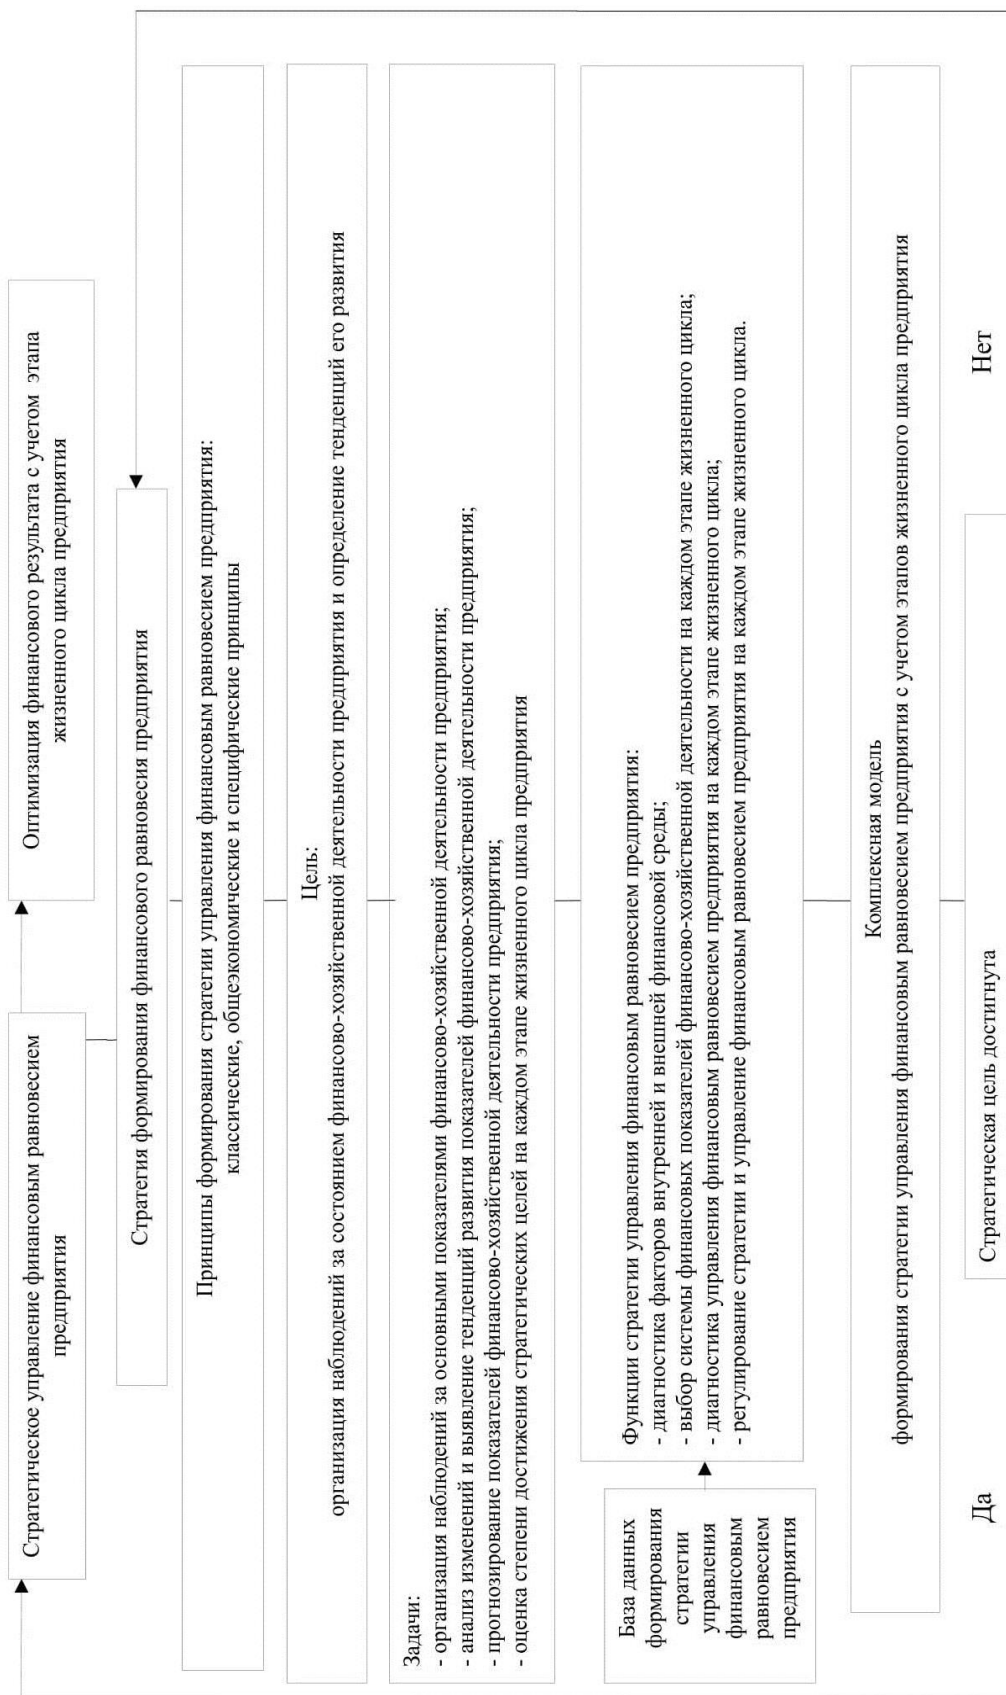 Стратегическое управление финансовым равновесием
предприятия
Оптимизация финансового результата с учетом этапа
жизненного цикла предприятия
Стратегия формирования финансового равновесия предприятия
Принципы формирования стратегии управления финансовым равновесием предприятия:
классические, общеэкономические и специфические принципы
Цель:
организация наблюдений за состоянием финансово-хозяйственной деятельности предприятия и определение тенденций его развития
Задачи:
- организация наблюдений за основными показателями финансово-хозяйственной деятельности предприятия;
- анализ изменений и выявление тенденций развития показателей финансово-хозяйственной деятельности предприятия;
- прогнозирование показателей финансово-хозяйственной деятельности предприятия;
- оценка степени достижения стратегических целей на каждом этапе жизненного цикла предприятия
База данных
формирования
стратегии
управления
финансовым
равновесием
предприятия
Функции стратегии управления финансовым равновесием предприятия:
- диагностика факторов внутренней и внешней финансовой среды;
- выбор системы финансовых показателей финансово-хозяйственной деятельности на каждом этапе жизненного цикла;
- диагностика управления финансовым равновесием предприятия на каждом этапе жизненного цикла;
- регулирование стратегии и управление финансовым равновесием предприятия на каждом этапе жизненного цикла.
Комплексная модель
формирования стратегии управления финансовым равновесием предприятия с учетом этапов жизненного цикла предприятия
Да
Стратегическая цель достигнута
Нет